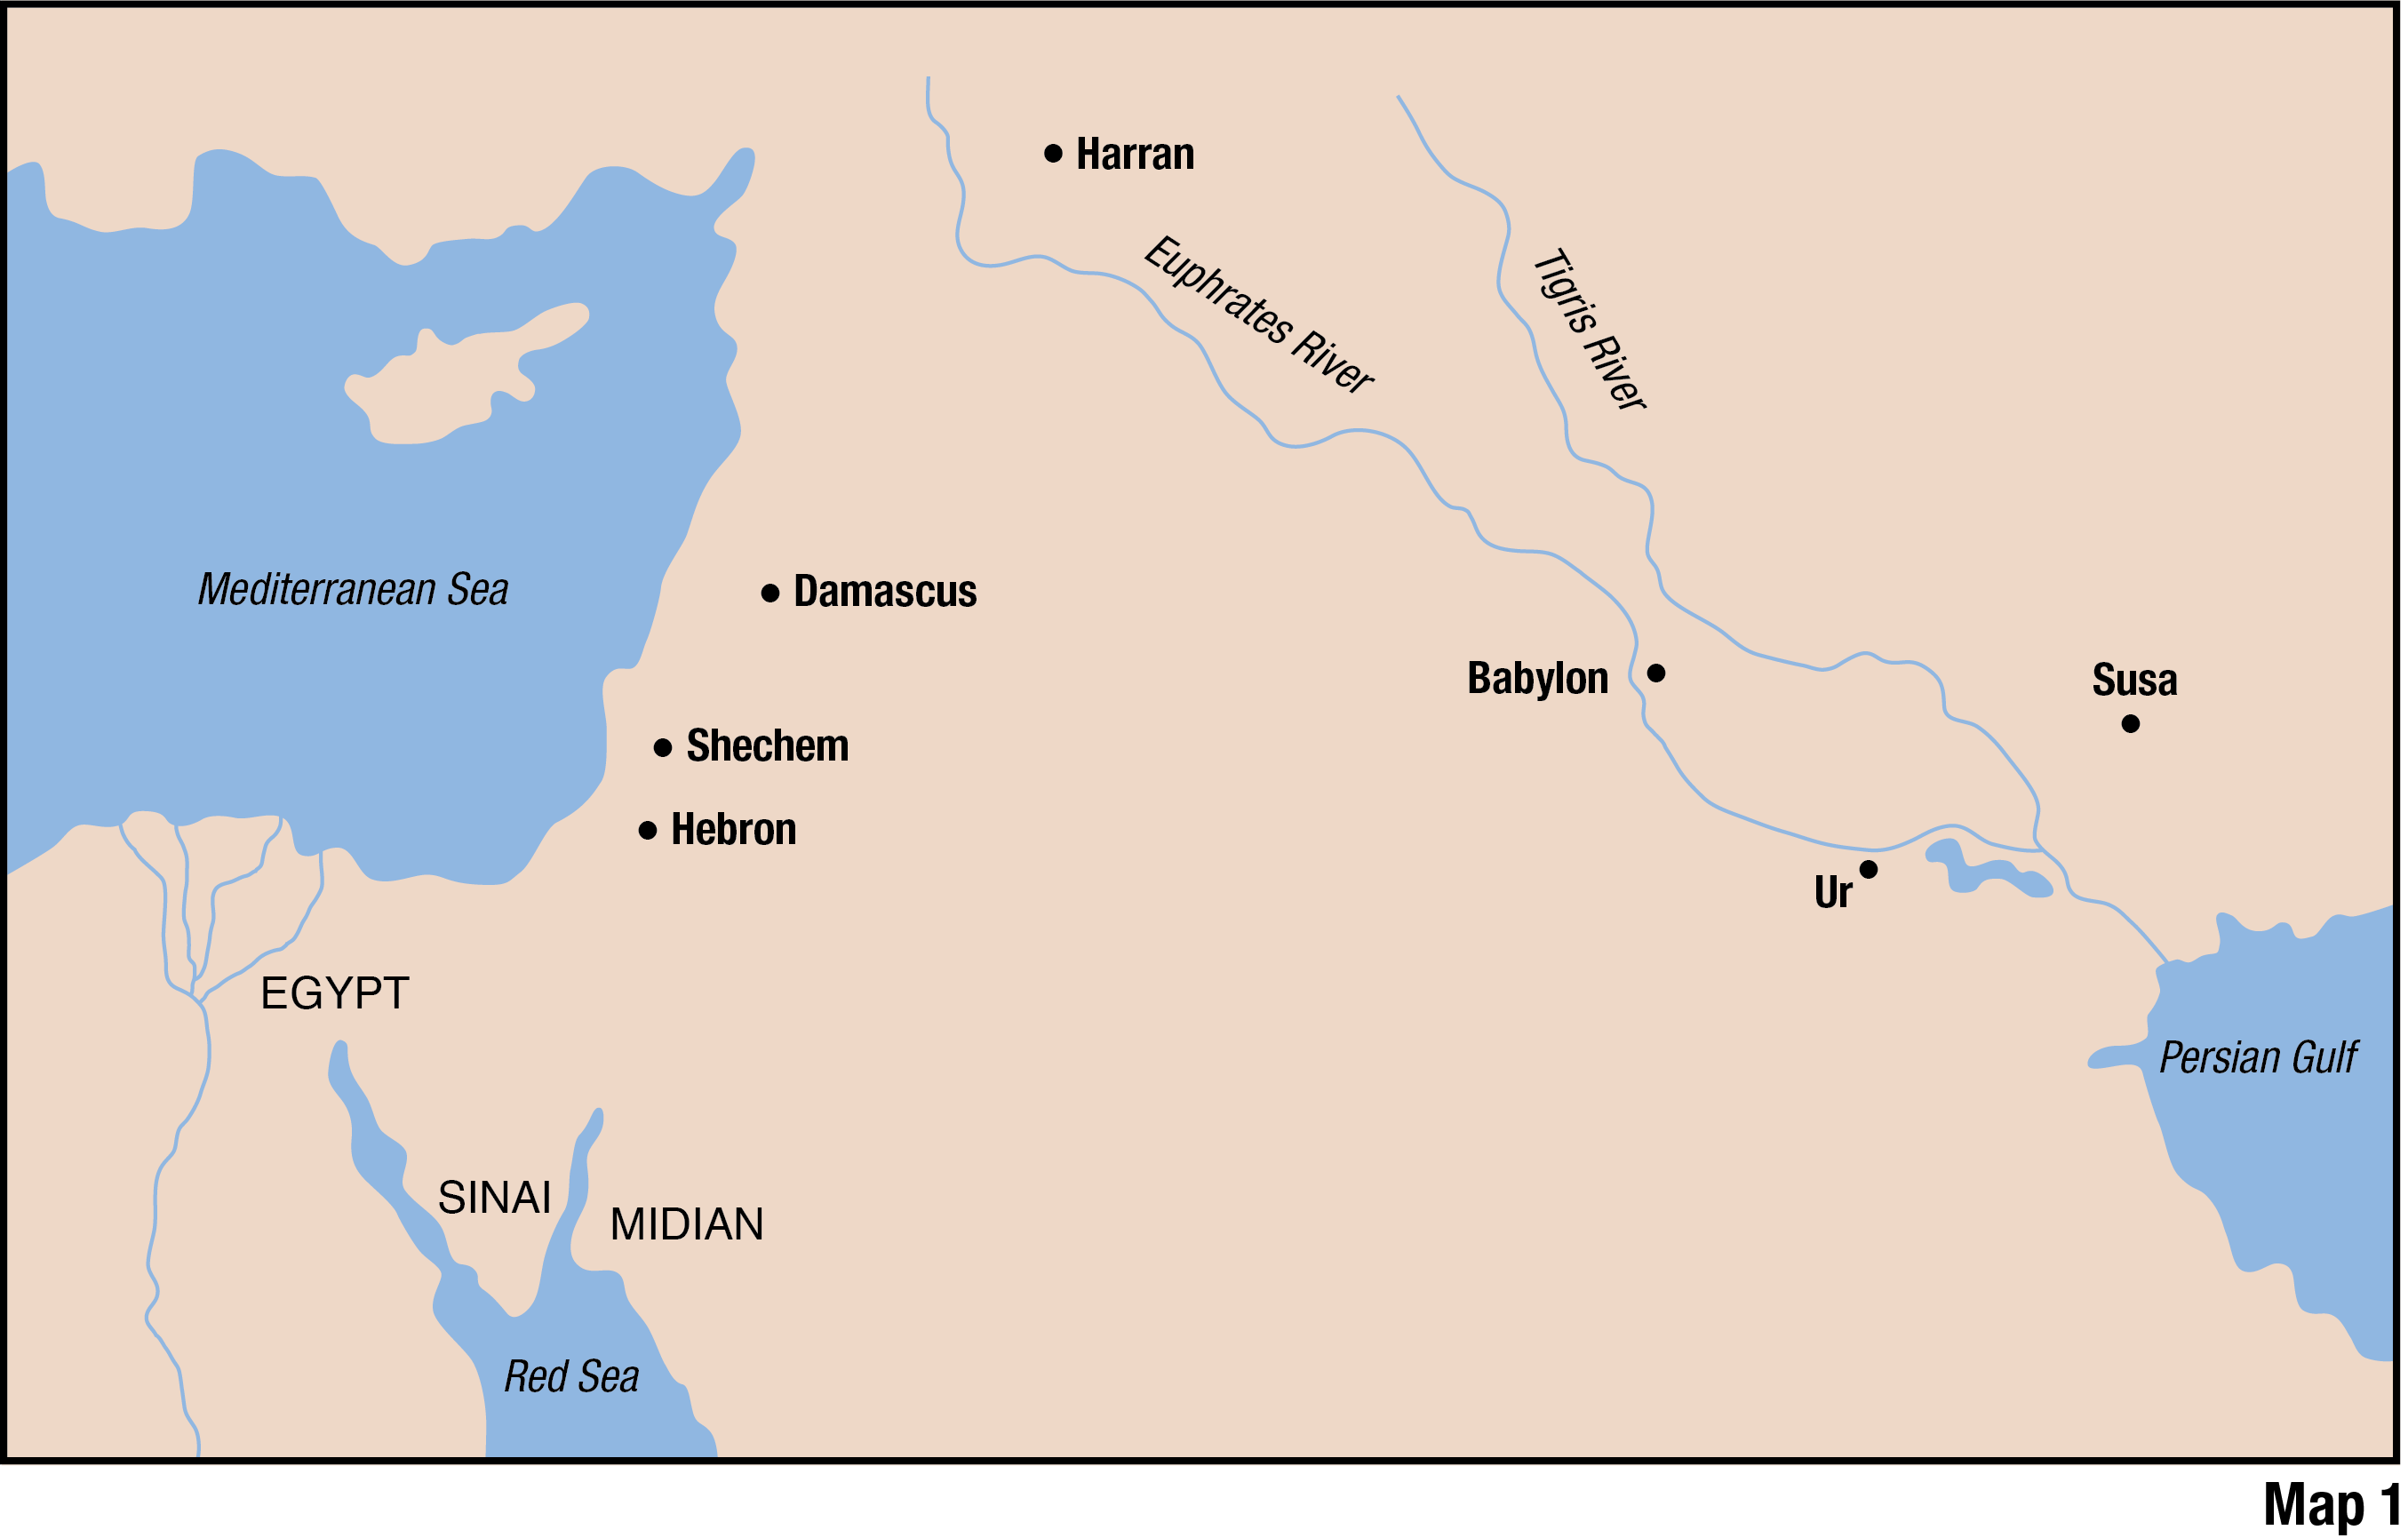 Harran
Euphrates River
Tigris River
Mediterranean Sea
Damascus
Babylon
Susa
Shechem
Hebron
Ur
EGYPT
Persian Gulf
SINAI
MIDIAN
Red Sea
Map 1